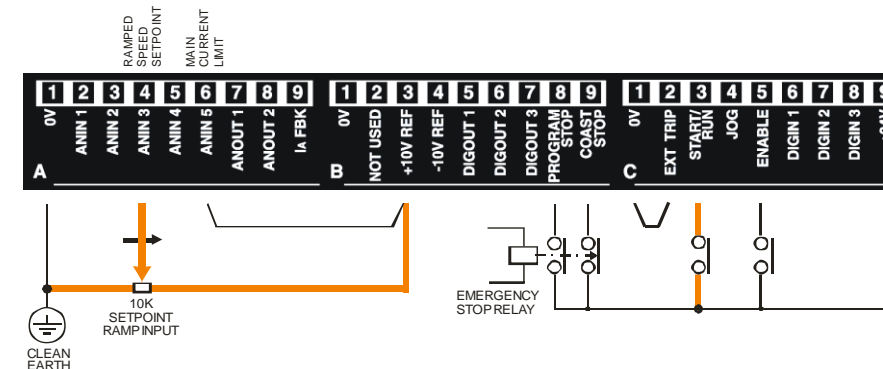 RAMPED
SPEED
SETPOINT
MAIN
CURRENT
LIMIT
1 2 3 4 5 6 7 8 9
0V
ANIN 1
ANIN 2
ANIN 3
ANIN 4
ANIN 5
ANOUT 1
ANOUT 2
IA FBK
A
1 2 3 4 5 6 7 8 9
0V
NOT USED
+10V REF
-10V REF
DIGOUT 1
DIGOUT 2
DIGOUT 3
PROGRAM
STOP
COAST
STOP
B
1 2 3 4 5 6 7 8
0V
EXT TRIP
START/
RUN
JOG
ENABLE
DIGIN 1
DIGIN 2
DIGIN 3
C
10K
SETPOINT
RAMP INPUT
CLEAN
EARTH
EMERGENCY
STOP RELAY